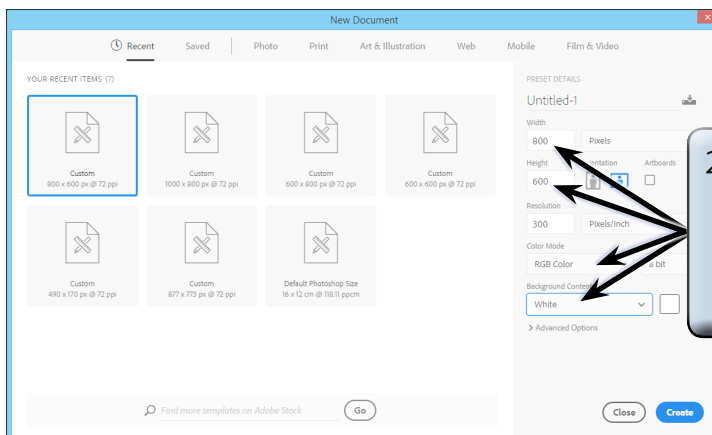 New Document
Recent Saved Photo Print Art & Illustration Web Mobile Film & Video
YOUR RECENT ITEMS (7)
Custom
800 x 600 px @ 72 ppi
Custom
1000 x 800 px @ 72 ppi
Custom
600 x 800 px @ 72 ppi
Custom
600 x 600 px @ 72 ppi
Custom
490 x 170 px @ 72 ppi
Custom
877 x 773 px @ 72 ppi
Default Photoshop Size
16 x 12 cm @ 118.11 ppcm
Find more templates on Adobe Stock Go
PRESET DETAILS
Untitled-1
Width
800 Pixels
Height Artboards
600
Resolution
300 Pixels/Inch
Color Mode
RGB Color 8 bit
Background
White
> Advanced Options
Close Create
2